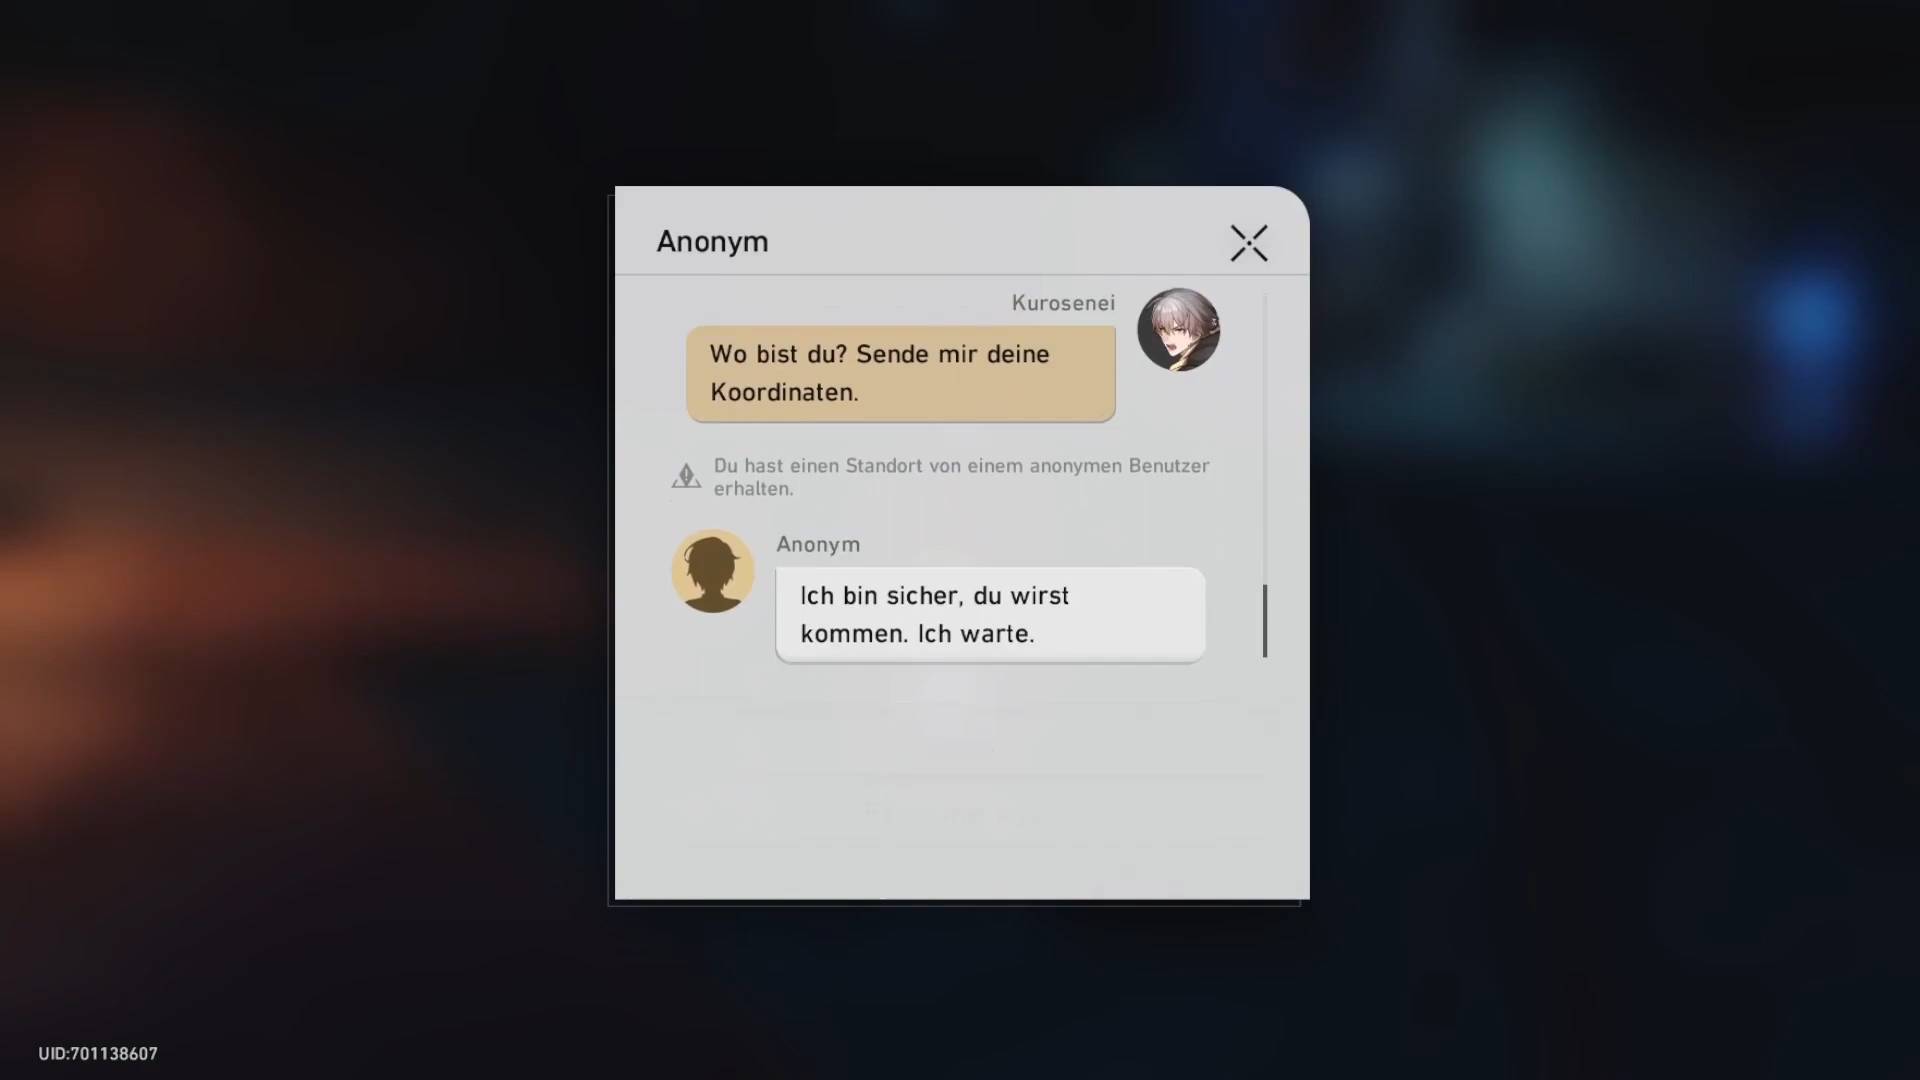 Anonym
Kurosenei
Wo bist du? Sende mir deine
Koordinaten.
Du hast einen Standort von einem anonymen Benutzer
erhalten.
Anonym
Ich bin sicher, du wirst
kommen. Ich warte.
UID:701138607